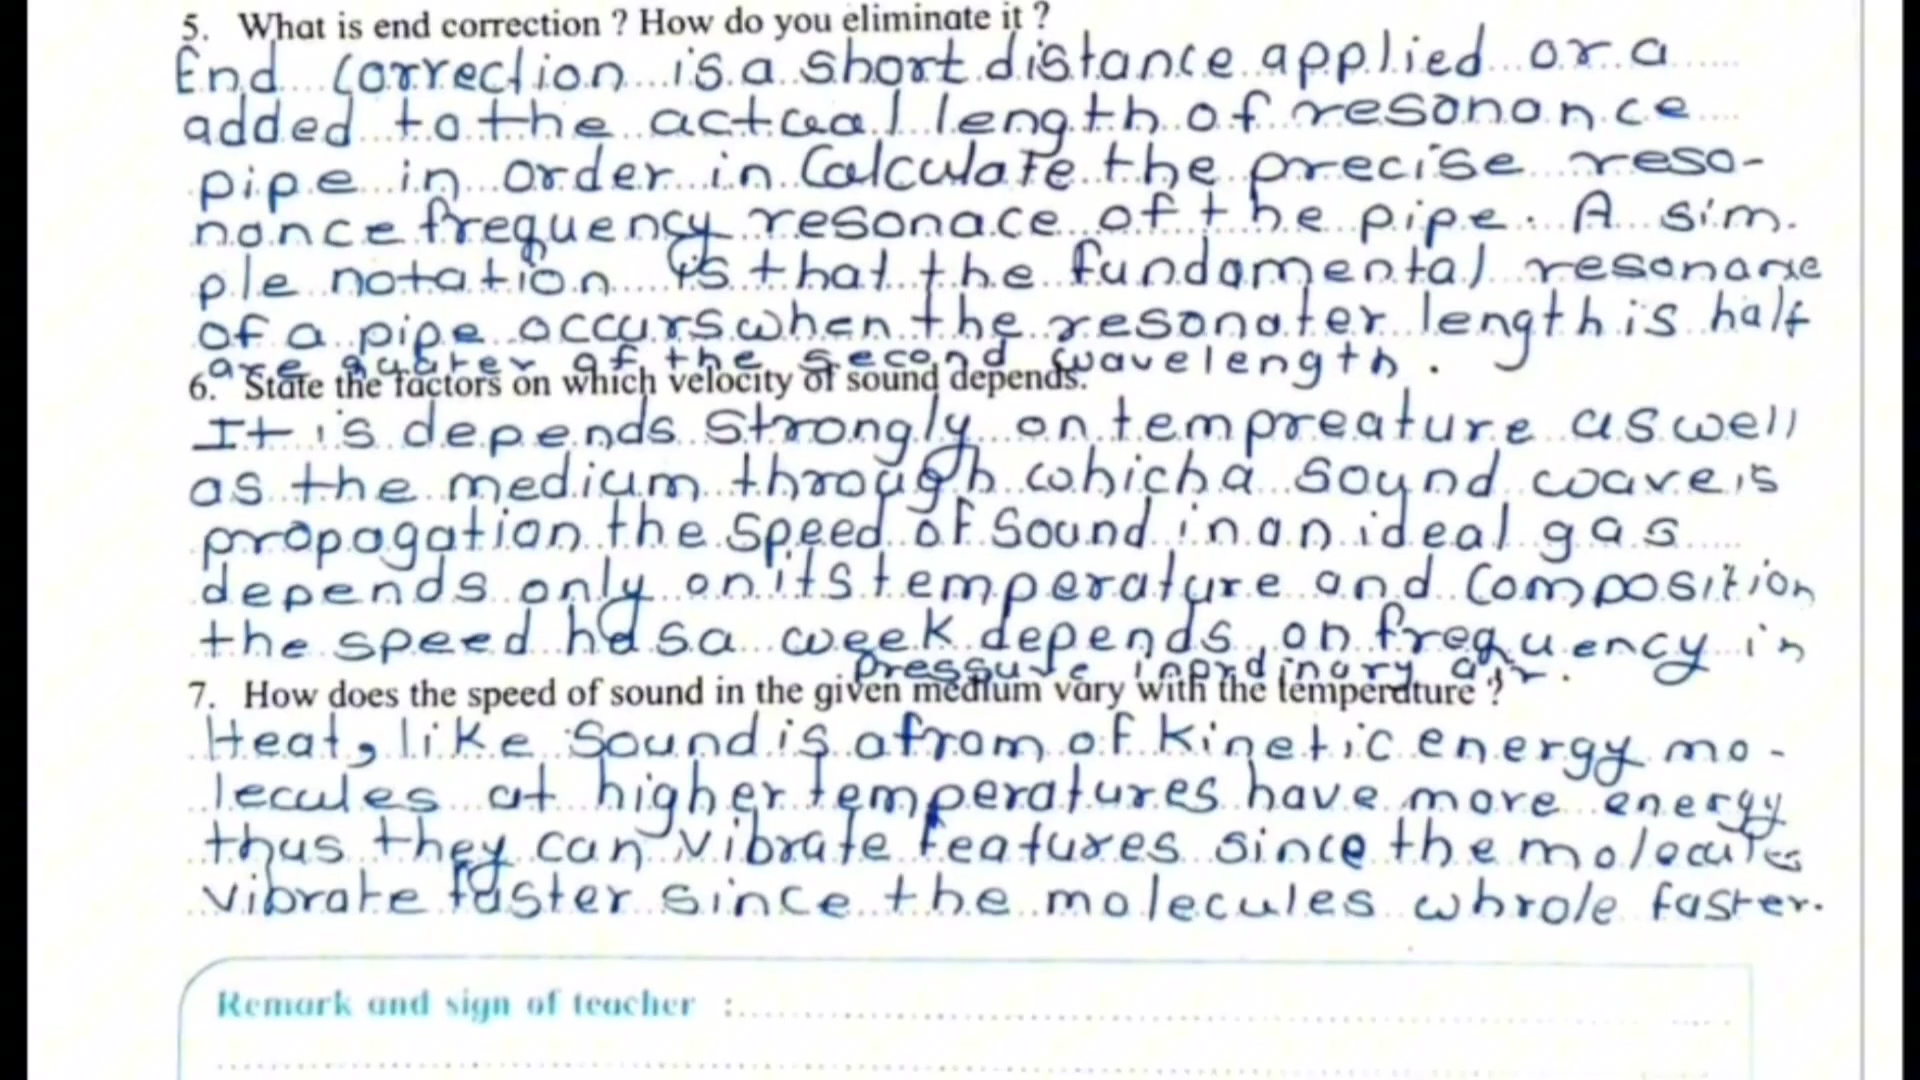 5. What is end correction ? How do you eliminate it ?
End correction is a short distance applied or a
added to the actual length of resonance
pipe in order in Calculate the precise reso-
nance frequency resonace of the pipe. A sim.
ple notation is that the fundamental resonane
of a pipe occurs when the resonater length is half
are quater of the second wavelength.
6. State the factors on which velocity of sound depends.
It is depends Strongly on tempreature as well
as the medium through which a sound wave is
propagation the speed of Sound in an ideal gas
depends only on its temperature and Composition
the speed has a week depends on frequency in
pressure inordinary air.
7. How does the speed of sound in the given medium vary with the temperature ?
Heat, like Sound is a from of Kinetic energy mo-
lecules at higher temperatures have more energy
thus they can vibrate features since the molecules
vibrate faster since the molecules whrole faster.
Remark and sign of teacher :